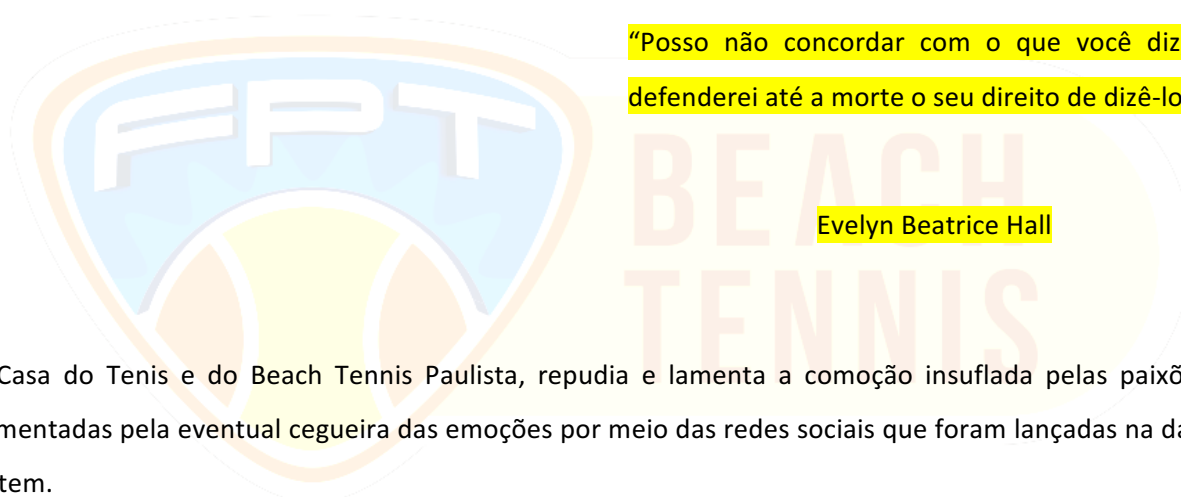 “Posso não concordar com o que você diz
defenderei até a morte o seu direito de dizê-lo
FPT
BEACH
Evelyn Beatrice Hall
TENNIS
Casa do Tenis e do Beach Tennis Paulista, repudia e lamenta a comoção insuflada pelas
mentadas pela eventual cegueira das emoções por meio das redes sociais que foram lançadas na
tem.